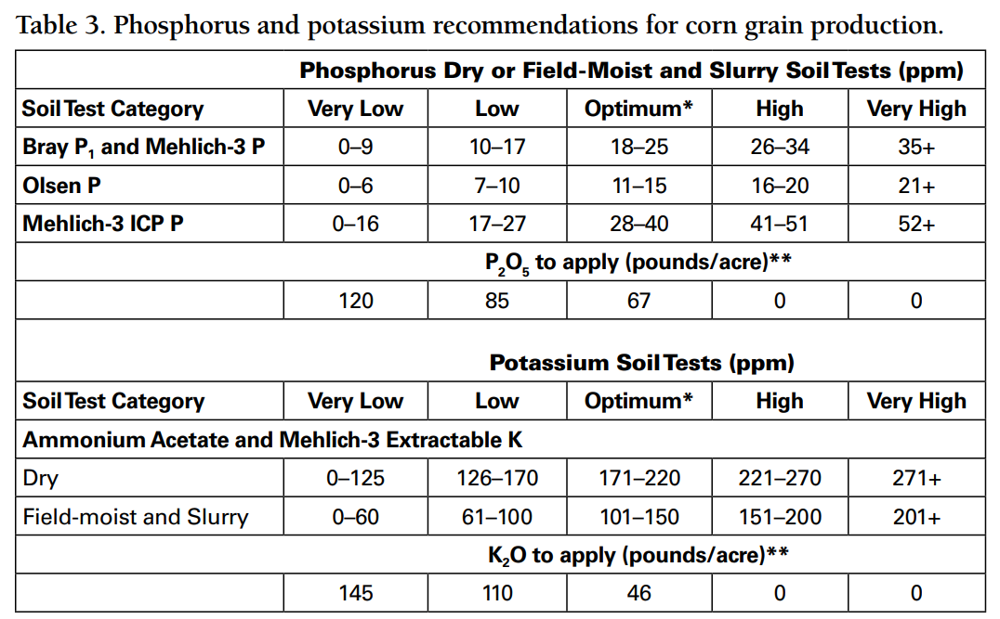 Table 3. Phosphorus and potassium recommendations for corn grain production.
Phosphorus Dry or Field-Moist and Slurry Soil Tests (ppm)
Soil Test Category Very Low Low Optimum* High Very High
Bray P₁ and Mehlich-3 P 0–9 10–17 18–25 26–34 35+
Olsen P 0–6 7–10 11–15 16–20 21+
Mehlich-3 ICP P 0–16 17–27 28–40 41–51 52+
P₂O₅ to apply (pounds/acre)**
120 85 67 0 0
Potassium Soil Tests (ppm)
Soil Test Category Very Low Low Optimum* High Very High
Ammonium Acetate and Mehlich-3 Extractable K
Dry 0–125 126–170 171–220 221–270 271+
Field-moist and Slurry 0–60 61–100 101–150 151–200 201+
K₂O to apply (pounds/acre)**
145 110 46 0 0